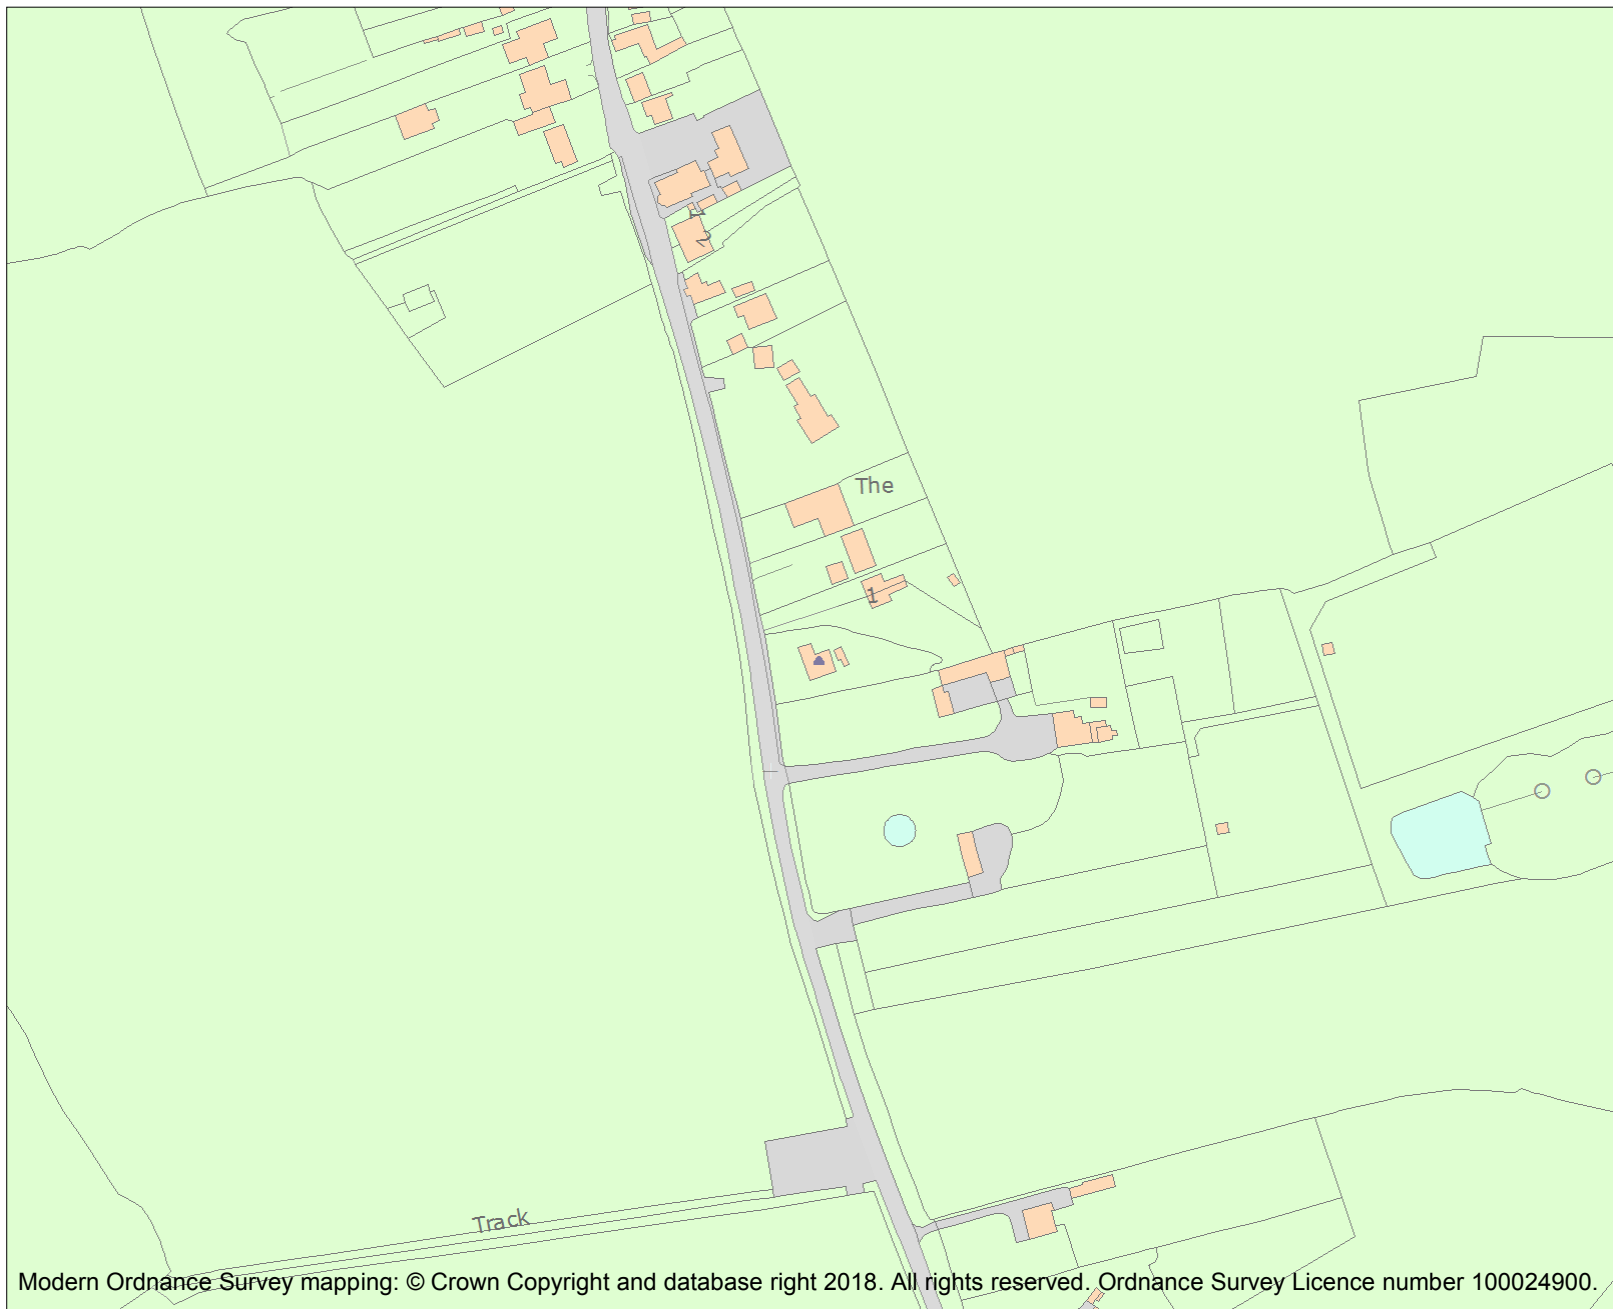 2
The
1
Track
Modern Ordnance Survey mapping: © Crown Copyright and database right 2018. All rights reserved. Ordnance Survey Licence number 100024900.